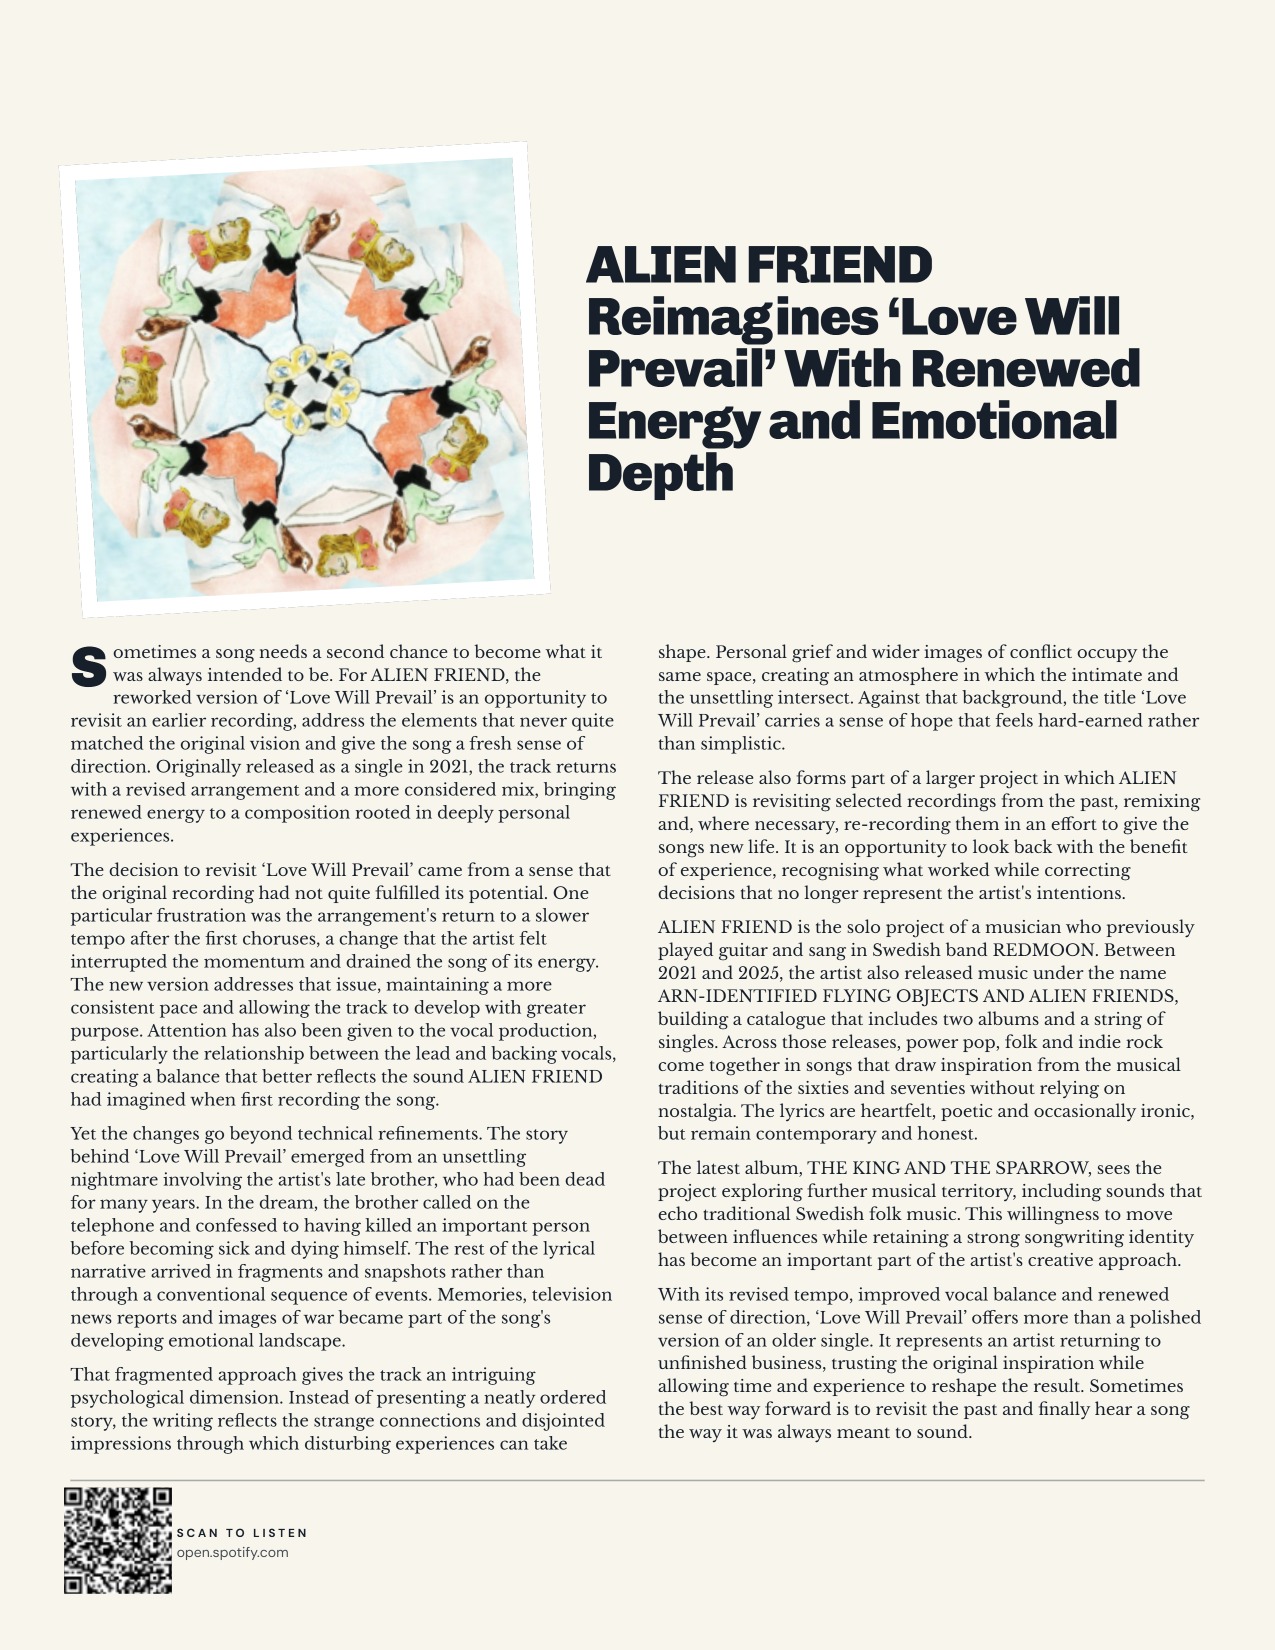 ALIEN FRIEND
Reimagines ‘Love Will
Prevail’ With Renewed
Energy and Emotional
Depth
Sometimes a song needs a second chance to become what it
was always intended to be. For ALIEN FRIEND, the
reworked version of ‘Love Will Prevail’ is an opportunity to
revisit an earlier recording, address the elements that never quite
matched the original vision and give the song a fresh sense of
direction. Originally released as a single in 2021, the track returns
with a revised arrangement and a more considered mix, bringing
renewed energy to a composition rooted in deeply personal
experiences.
The decision to revisit ‘Love Will Prevail’ came from a sense that
the original recording had not quite fulfilled its potential. One
particular frustration was the arrangement's return to a slower
tempo after the first choruses, a change that the artist felt
interrupted the momentum and drained the song of its energy.
The new version addresses that issue, maintaining a more
consistent pace and allowing the track to develop with greater
purpose. Attention has also been given to the vocal production,
particularly the relationship between the lead and backing vocals,
creating a balance that better reflects the sound ALIEN FRIEND
had imagined when first recording the song.
Yet the changes go beyond technical refinements. The story
behind ‘Love Will Prevail’ emerged from an unsettling
nightmare involving the artist's late brother, who had been dead
for many years. In the dream, the brother called on the
telephone and confessed to having killed an important person
before becoming sick and dying himself. The rest of the lyrical
narrative arrived in fragments and snapshots rather than
through a conventional sequence of events. Memories, television
news reports and images of war became part of the song's
developing emotional landscape.
That fragmented approach gives the track an intriguing
psychological dimension. Instead of presenting a neatly ordered
story, the writing reflects the strange connections and disjointed
impressions through which disturbing experiences can take
shape. Personal grief and wider images of conflict occupy the
same space, creating an atmosphere in which the intimate and
the unsettling intersect. Against that background, the title ‘Love
Will Prevail’ carries a sense of hope that feels hard-earned rather
than simplistic.
The release also forms part of a larger project in which ALIEN
FRIEND is revisiting selected recordings from the past, remixing
and, where necessary, re-recording them in an effort to give the
songs new life. It is an opportunity to look back with the benefit
of experience, recognising what worked while correcting
decisions that no longer represent the artist's intentions.
ALIEN FRIEND is the solo project of a musician who previously
played guitar and sang in Swedish band REDMOON. Between
2021 and 2025, the artist also released music under the name
ARN-IDENTIFIED FLYING OBJECTS AND ALIEN FRIENDS,
building a catalogue that includes two albums and a string of
singles. Across those releases, power pop, folk and indie rock
come together in songs that draw inspiration from the musical
traditions of the sixties and seventies without relying on
nostalgia. The lyrics are heartfelt, poetic and occasionally ironic,
but remain contemporary and honest.
The latest album, THE KING AND THE SPARROW, sees the
project exploring further musical territory, including sounds that
echo traditional Swedish folk music. This willingness to move
between influences while retaining a strong songwriting identity
has become an important part of the artist's creative approach.
With its revised tempo, improved vocal balance and renewed
sense of direction, ‘Love Will Prevail’ offers more than a polished
version of an older single. It represents an artist returning to
unfinished business, trusting the original inspiration while
allowing time and experience to reshape the result. Sometimes
the best way forward is to revisit the past and finally hear a song
the way it was always meant to sound.
SCAN TO LISTEN
open.spotify.com